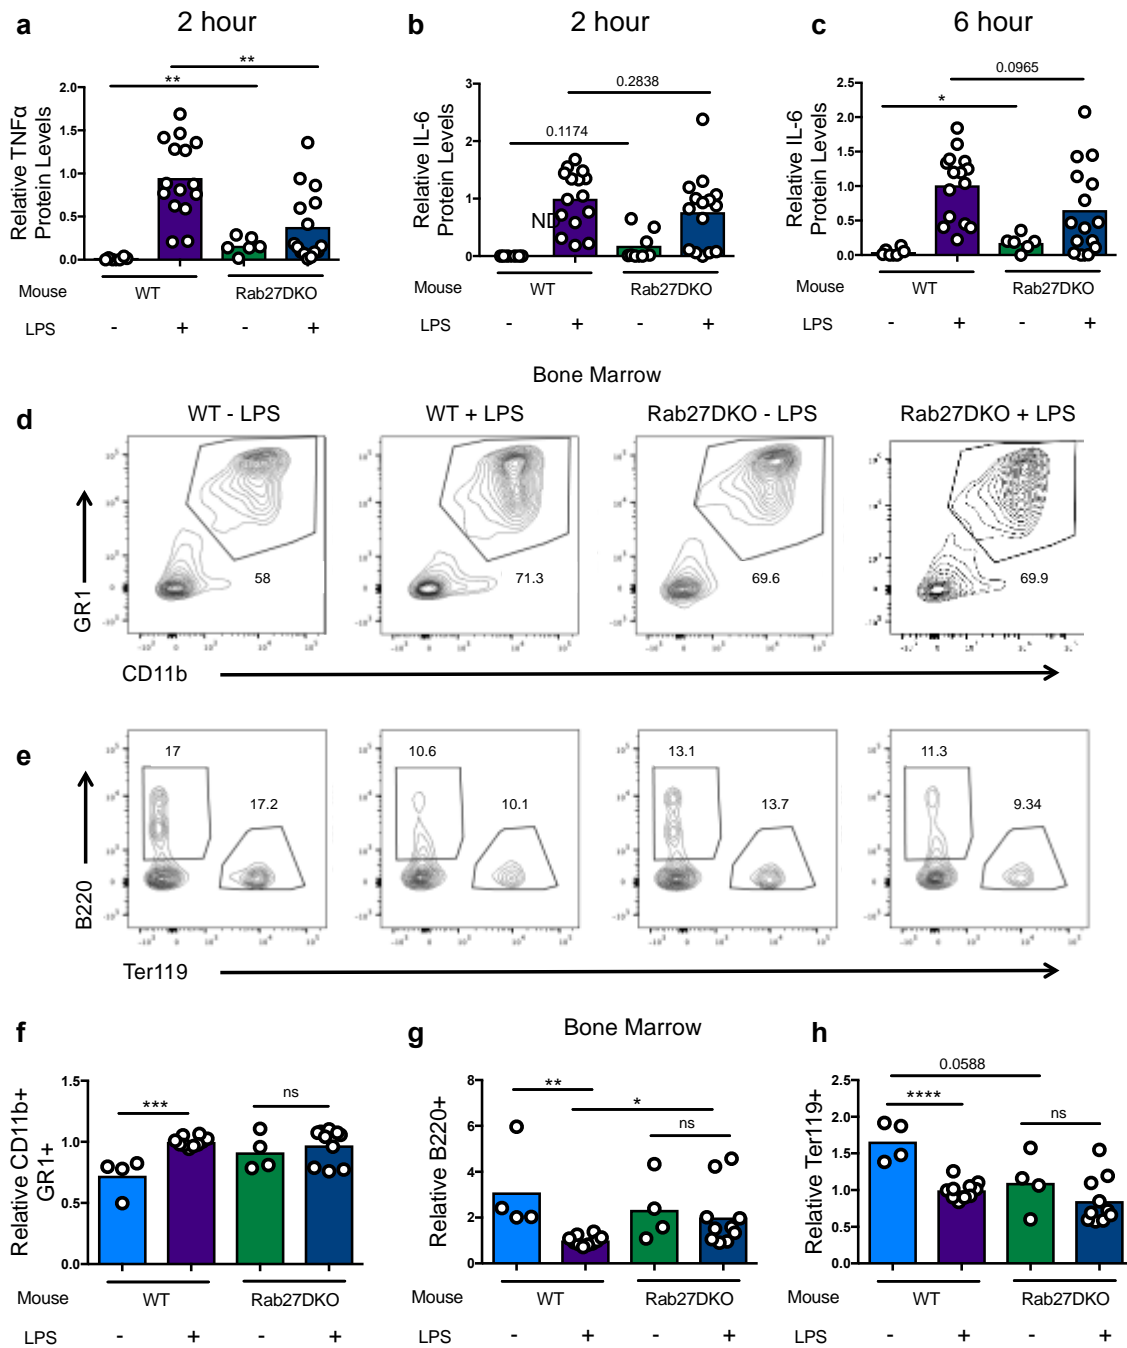 a
2 hour
**
**
Relative TNFα
Protein Levels
2.0
1.5
1.0
0.5
0.0
Mouse
WT
Rab27DKO
LPS
-
+
-
+
b
2 hour
0.2838
0.1174
Relative IL-6
Protein Levels
3
2
1
0
ND
Mouse
WT
Rab27DKO
LPS
-
+
-
+
c
6 hour
0.0965
*
Relative IL-6
Protein Levels
2.5
2.0
1.5
1.0
0.5
0.0
Mouse
WT
Rab27DKO
LPS
-
+
-
+
Bone Marrow
d
WT - LPS
WT + LPS
Rab27DKO - LPS
Rab27DKO + LPS
GR1
58
71.3
69.6
69.9
CD11b
e
B220
17
17.2
10.6
10.1
13.1
13.7
11.3
9.34
Ter119
Bone Marrow
f
Relative CD11b+
GR1+
1.5
1.0
0.5
0.0
***
ns
Mouse
WT
Rab27DKO
LPS
-
+
-
+
g
Relative B220+
8
6
4
2
0
**
*
ns
Mouse
WT
Rab27DKO
LPS
-
+
-
+
h
Relative Ter119+
2.5
2.0
1.5
1.0
0.5
0.0
0.0588
****
ns
Mouse
WT
Rab27DKO
LPS
-
+
-
+